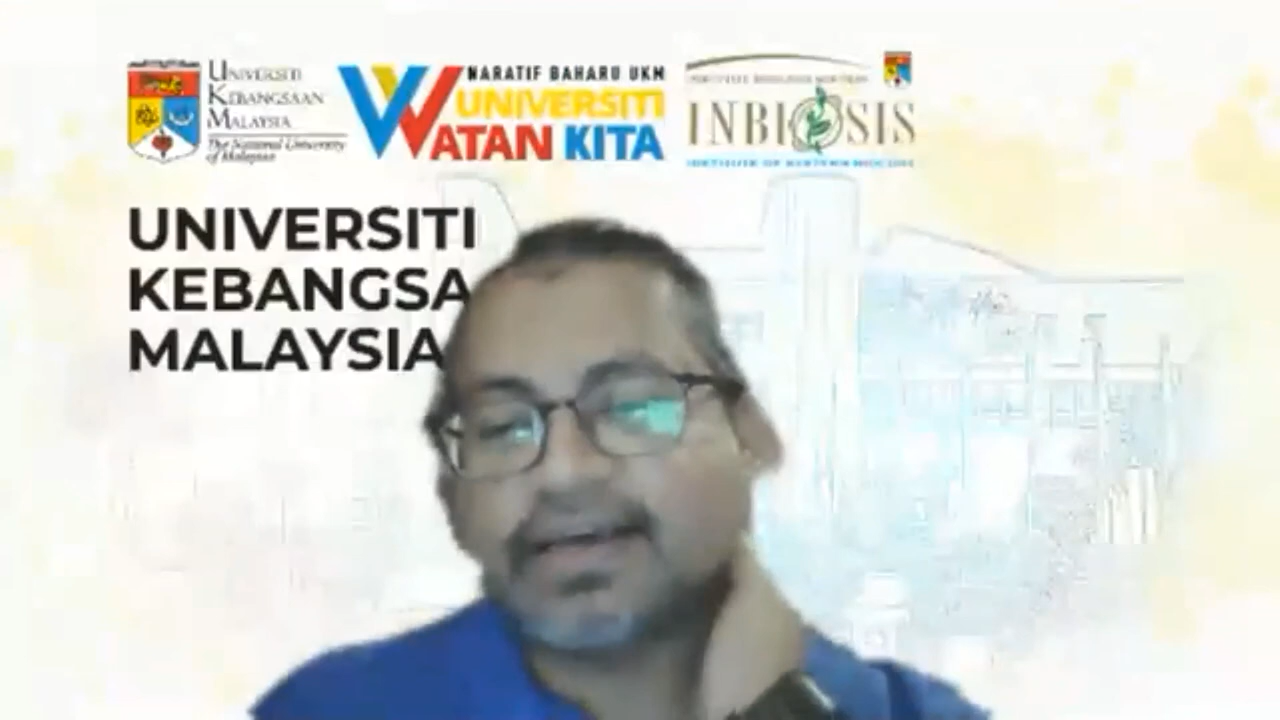 UNIVERSITI
KEBANGSAAN
MALAYSIA
The National University
of Malaysia
NARATIF BAHARU UKM
UNIVERSITI
WATAN KITA
INBIOSIS
UNIVERSITI
KEBANGSA
MALAYSIA